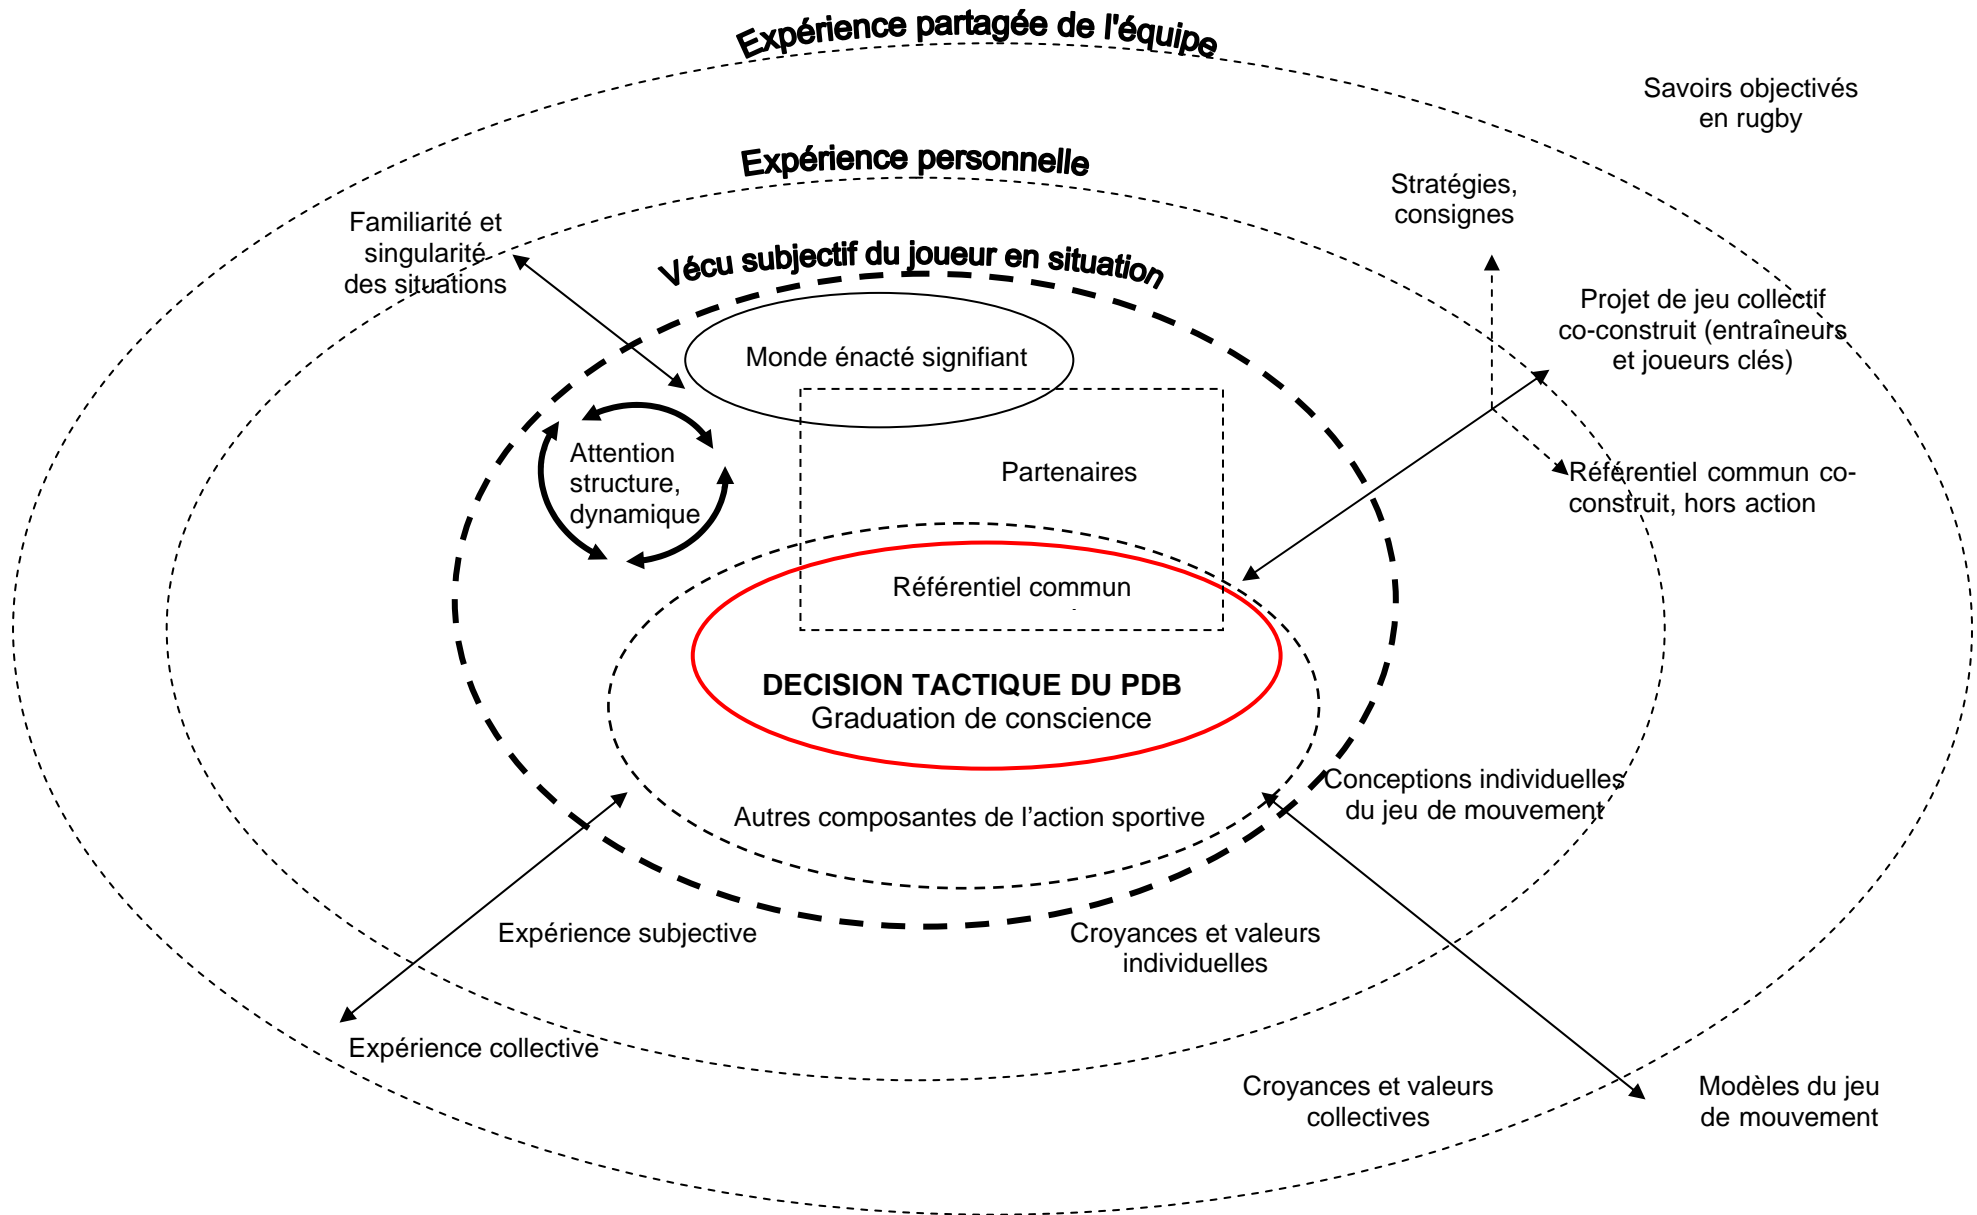 Expérience partagée de l'équipe
Savoirs objectivés
en rugby
Expérience personnelle
Stratégies,
consignes
Familiarité et
singularité
des situations
Vécu subjectif du joueur en situation
Projet de jeu collectif
co-construit (entraîneurs
et joueurs clés)
Monde énacté signifiant
Attention
structure,
dynamique
Partenaires
Référentiel commun co-
construit, hors action
Référentiel commun
DECISION TACTIQUE DU PDB
Graduation de conscience
Conceptions individuelles
du jeu de mouvement
Autres composantes de l’action sportive
Expérience subjective
Croyances et valeurs
individuelles
Expérience collective
Croyances et valeurs
collectives
Modèles du jeu
de mouvement